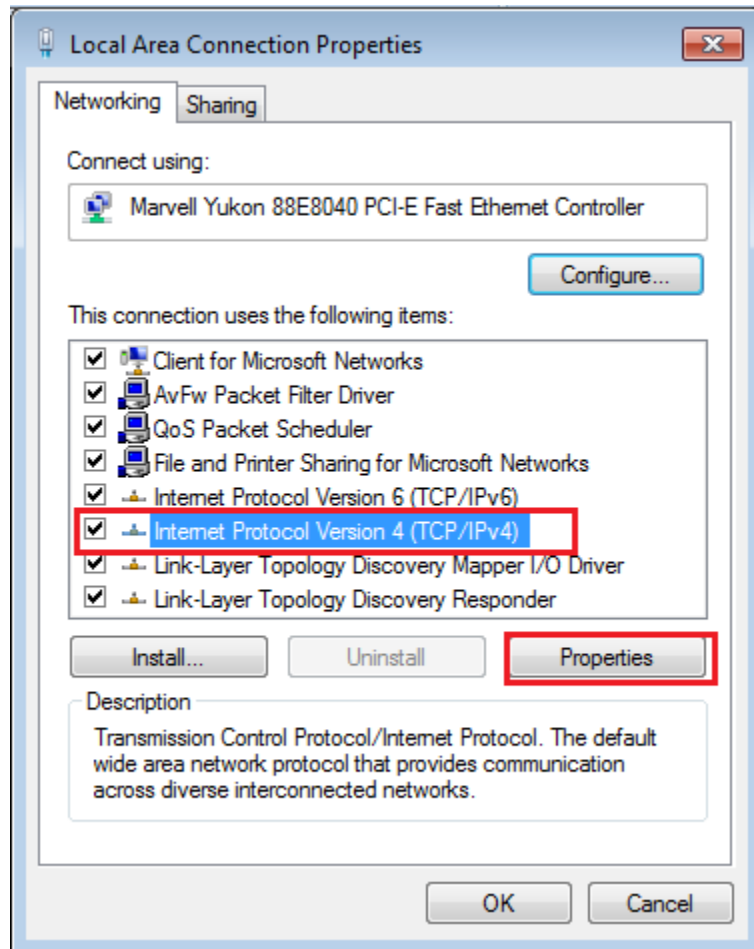 Local Area Connection Properties
Networking
Sharing
Connect using:
Marvell Yukon 88E8040 PCI-E Fast Ethernet Controller
Configure...
This connection uses the following items:
Client for Microsoft Networks
AvFw Packet Filter Driver
QoS Packet Scheduler
File and Printer Sharing for Microsoft Networks
Internet Protocol Version 6 (TCP/IPv6)
Internet Protocol Version 4 (TCP/IPv4)
Link-Layer Topology Discovery Mapper I/O Driver
Link-Layer Topology Discovery Responder
Install...
Uninstall
Properties
Description
Transmission Control Protocol/Internet Protocol. The default
wide area network protocol that provides communication
across diverse interconnected networks.
OK
Cancel